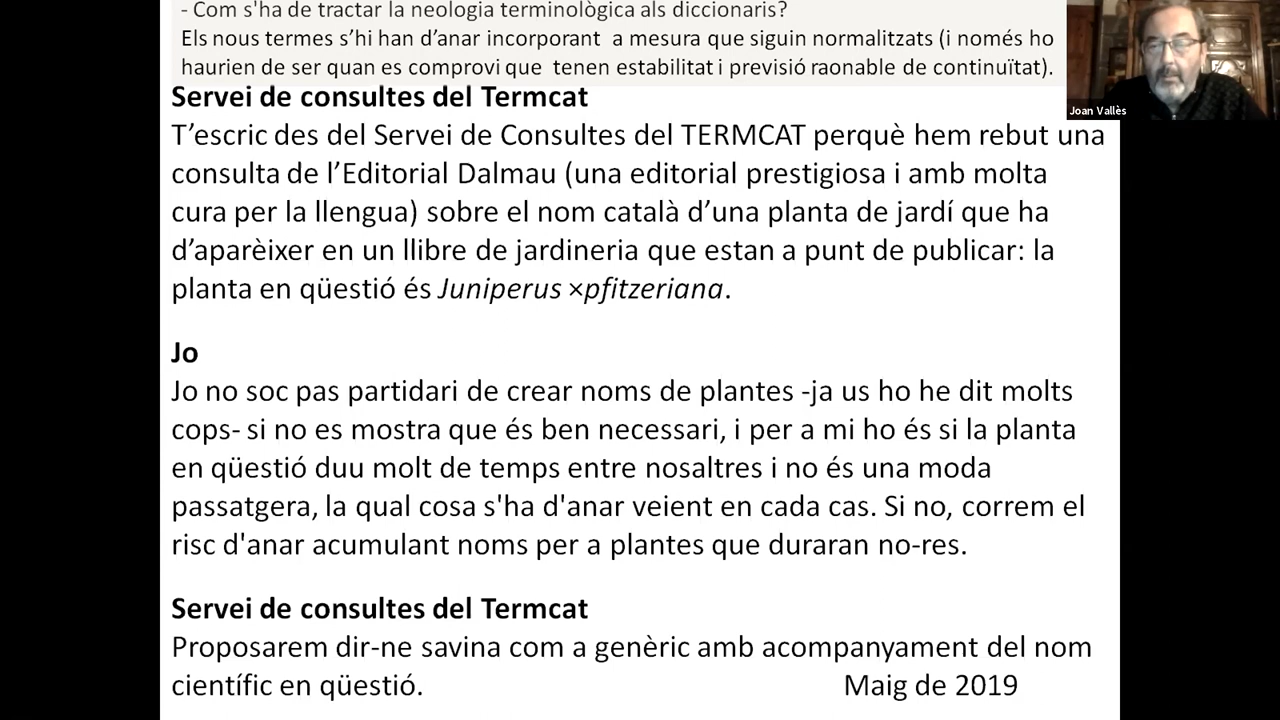 - Com s'ha de tractar la neologia terminològica als diccionaris?
Els nous termes s’hi han d’anar incorporant a mesura que siguin normalitzats (i només ho
haurien de ser quan es comprovi que tenen estabilitat i previsió raonable de continuïtat).
Joan Vallès
Servei de consultes del Termcat
T’escric des del Servei de Consultes del TERMCAT perquè hem rebut una
consulta de l’Editorial Dalmau (una editorial prestigiosa i amb molta
cura per la llengua) sobre el nom català d’una planta de jardí que ha
d’aparèixer en un llibre de jardineria que estan a punt de publicar: la
planta en qüestió és Juniperus ×pfitzeriana.
Jo
Jo no soc pas partidari de crear noms de plantes -ja us ho he dit molts
cops- si no es mostra que és ben necessari, i per a mi ho és si la planta
en qüestió duu molt de temps entre nosaltres i no és una moda
passatgera, la qual cosa s'ha d'anar veient en cada cas. Si no, correm el
risc d'anar acumulant noms per a plantes que duraran no-res.
Servei de consultes del Termcat
Proposarem dir-ne savina com a genèric amb acompanyament del nom
científic en qüestió. Maig de 2019